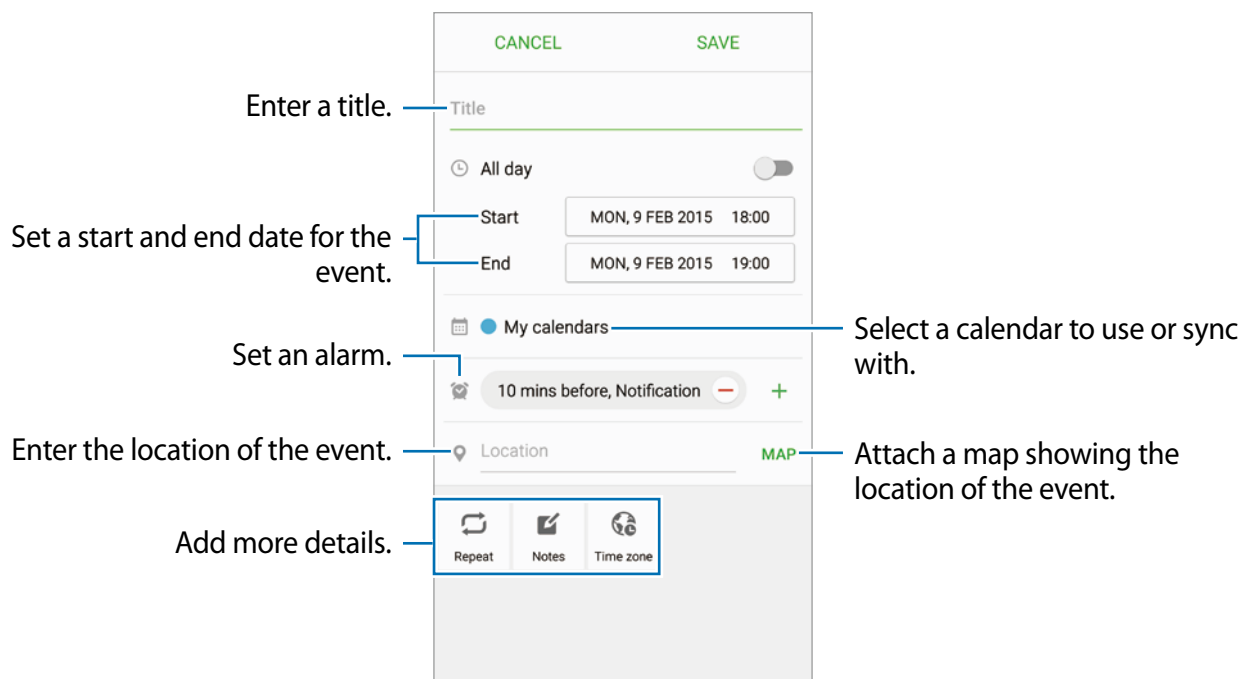 CANCEL SAVE
Enter a title.
Title
All day
Start MON, 9 FEB 2015 18:00
Set a start and end date for the
event.
End MON, 9 FEB 2015 19:00
My calendars
Select a calendar to use or sync
with.
Set an alarm.
10 mins before, Notification
Enter the location of the event.
Location MAP
Attach a map showing the
location of the event.
Add more details.
Repeat Notes Time zone